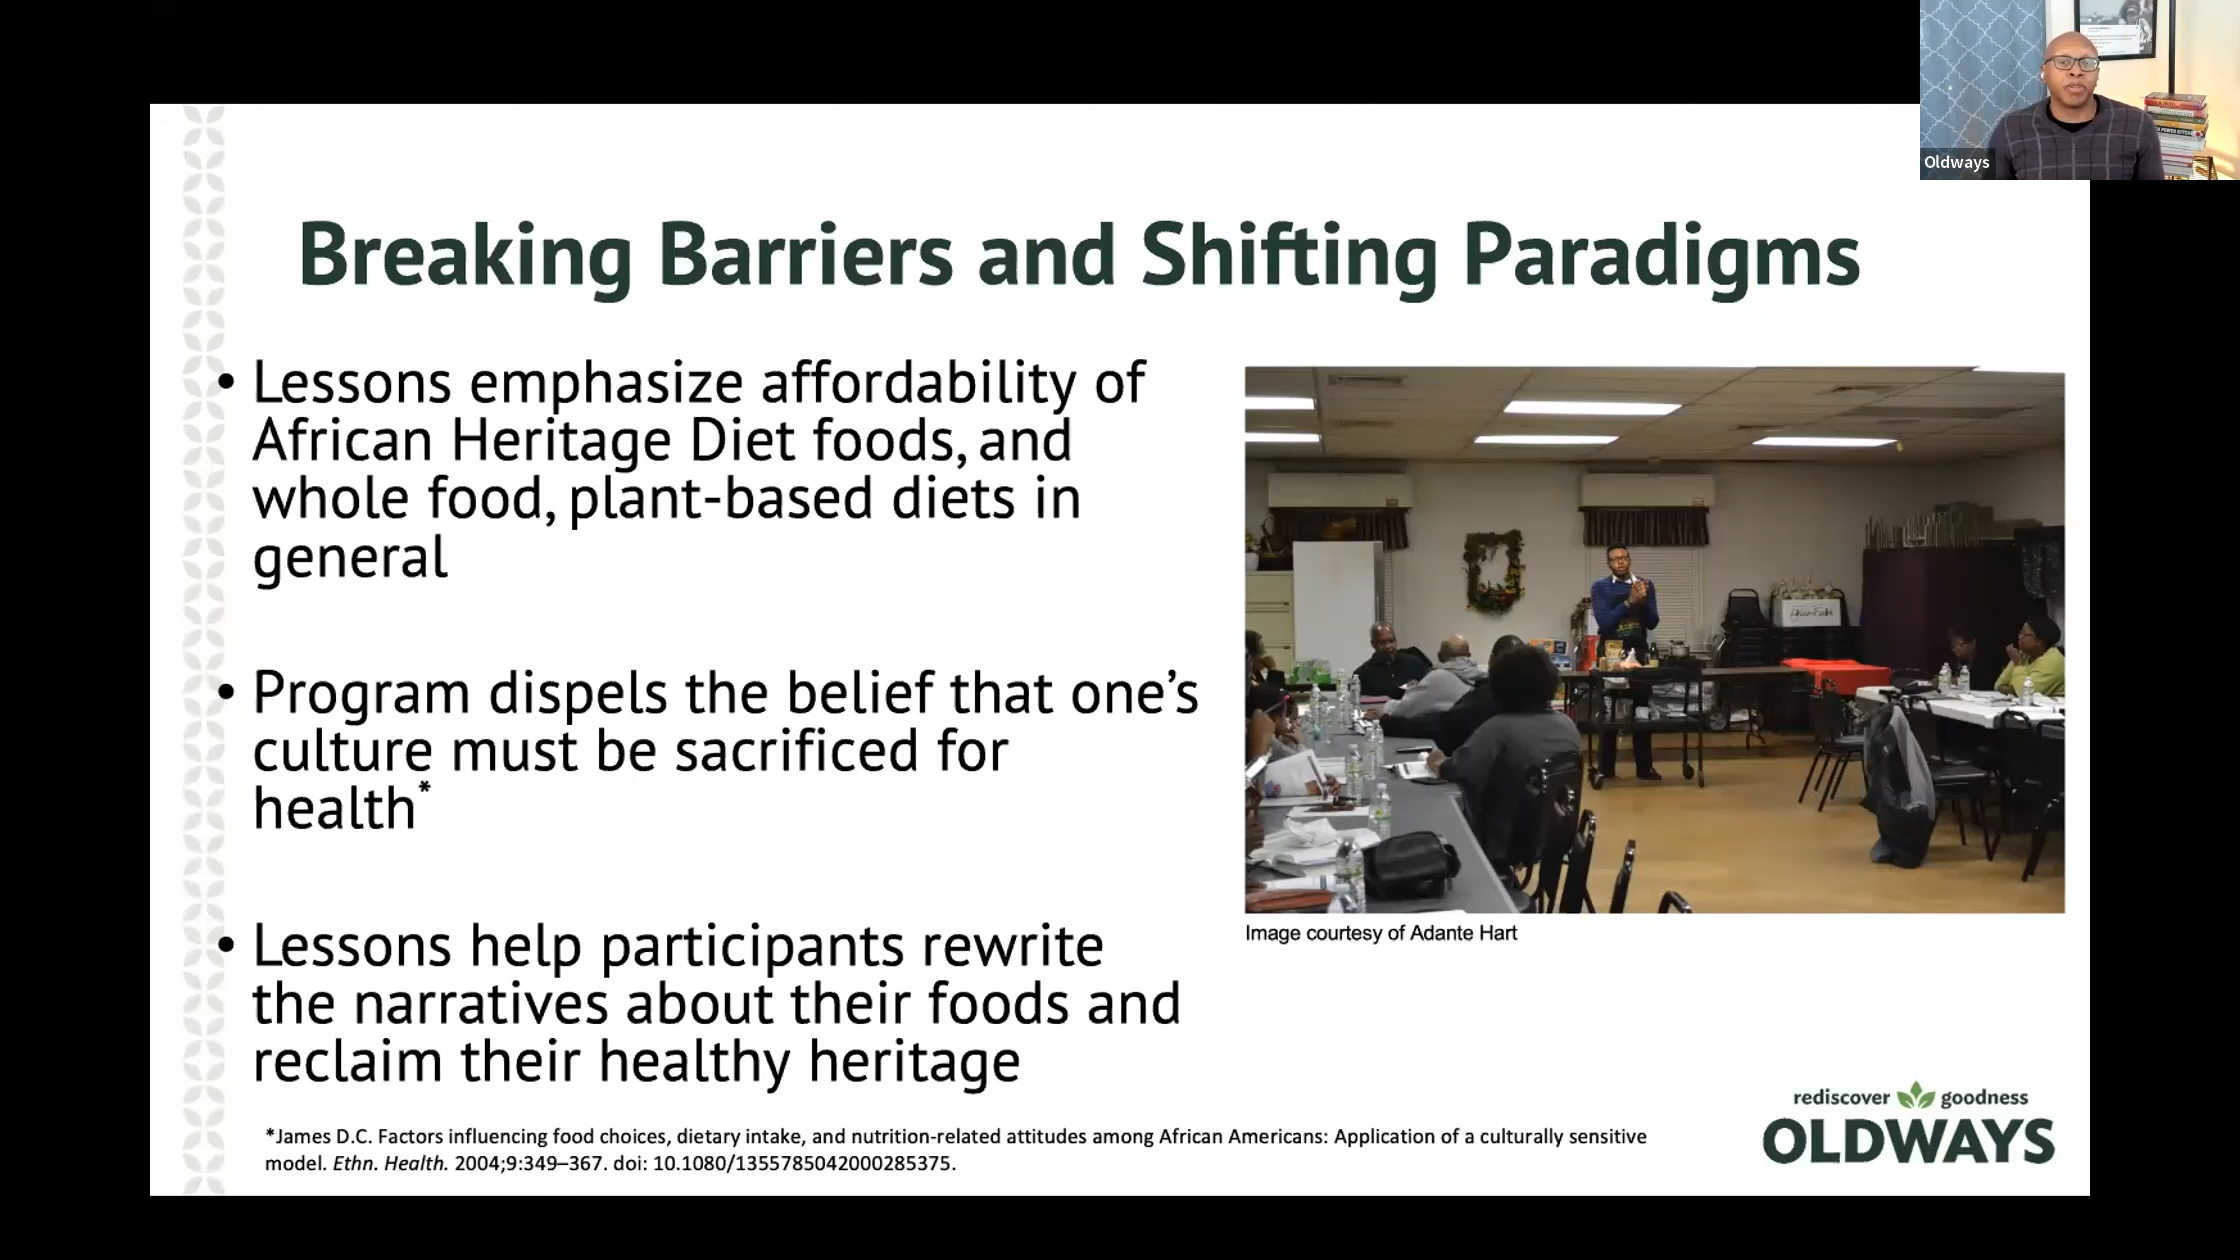 Oldways
Breaking Barriers and Shifting Paradigms
• Lessons emphasize affordability of
African Heritage Diet foods, and
whole food, plant-based diets in
general
• Program dispels the belief that one's
culture must be sacrificed for
health*
• Lessons help participants rewrite
the narratives about their foods and
reclaim their healthy heritage
Image courtesy of Adante Hart
*James D.C. Factors influencing food choices, dietary intake, and nutrition-related attitudes among African Americans: Application of a culturally sensitive
model. Ethn. Health. 2004;9:349–367. doi: 10.1080/1355785042000285375.
rediscover goodness
OLDWAYS